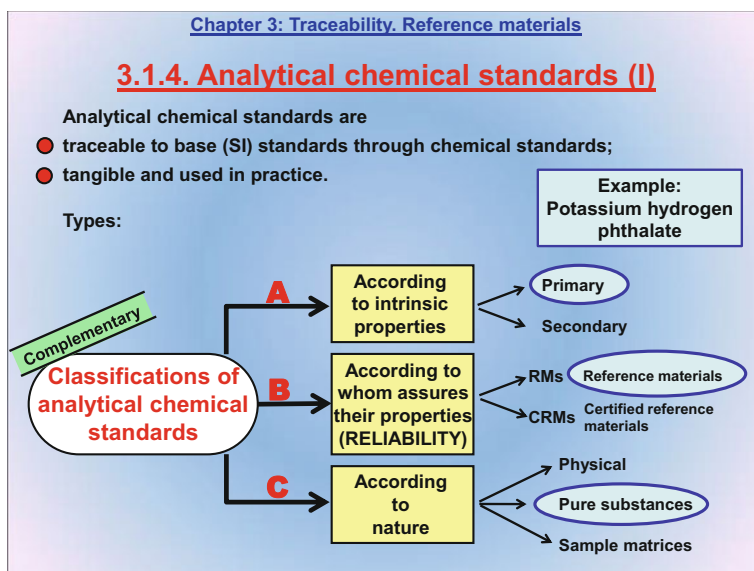 Chapter 3: Traceability. Reference materials
3.1.4. Analytical chemical standards (I)
Analytical chemical standards are
traceable to base (SI) standards through chemical standards;
tangible and used in practice.
Types:
Example:
Potassium hydrogen
phthalate
Complementary
Classifications of
analytical chemical
standards
A
According
to intrinsic
properties
Primary
Secondary
B
According to
whom assures
their properties
(RELIABILITY)
RMs Reference materials
CRMs Certified reference
materials
C
According
to
nature
Physical
Pure substances
Sample matrices